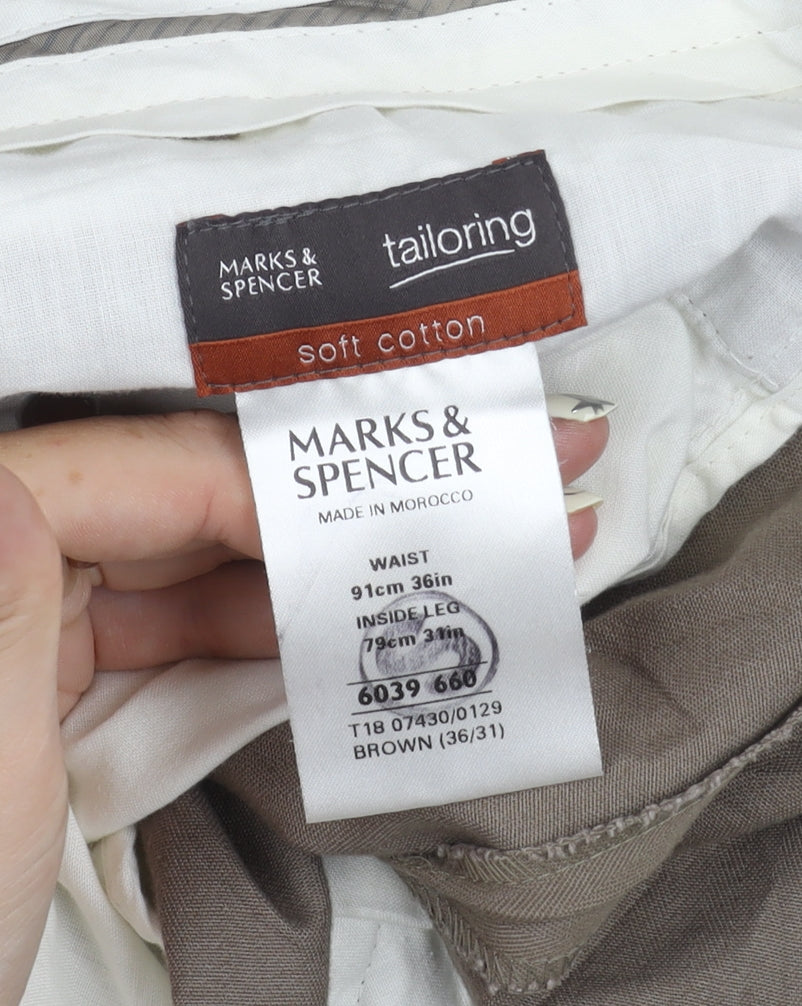 MARKS &
SPENCER
tailoring
soft cotton
MARKS &
SPENCER
MADE IN MOROCCO
WAIST
91cm 36in
INSIDE LEG
79cm 31in
6039 660
T18 07430/0129
BROWN (36/31)